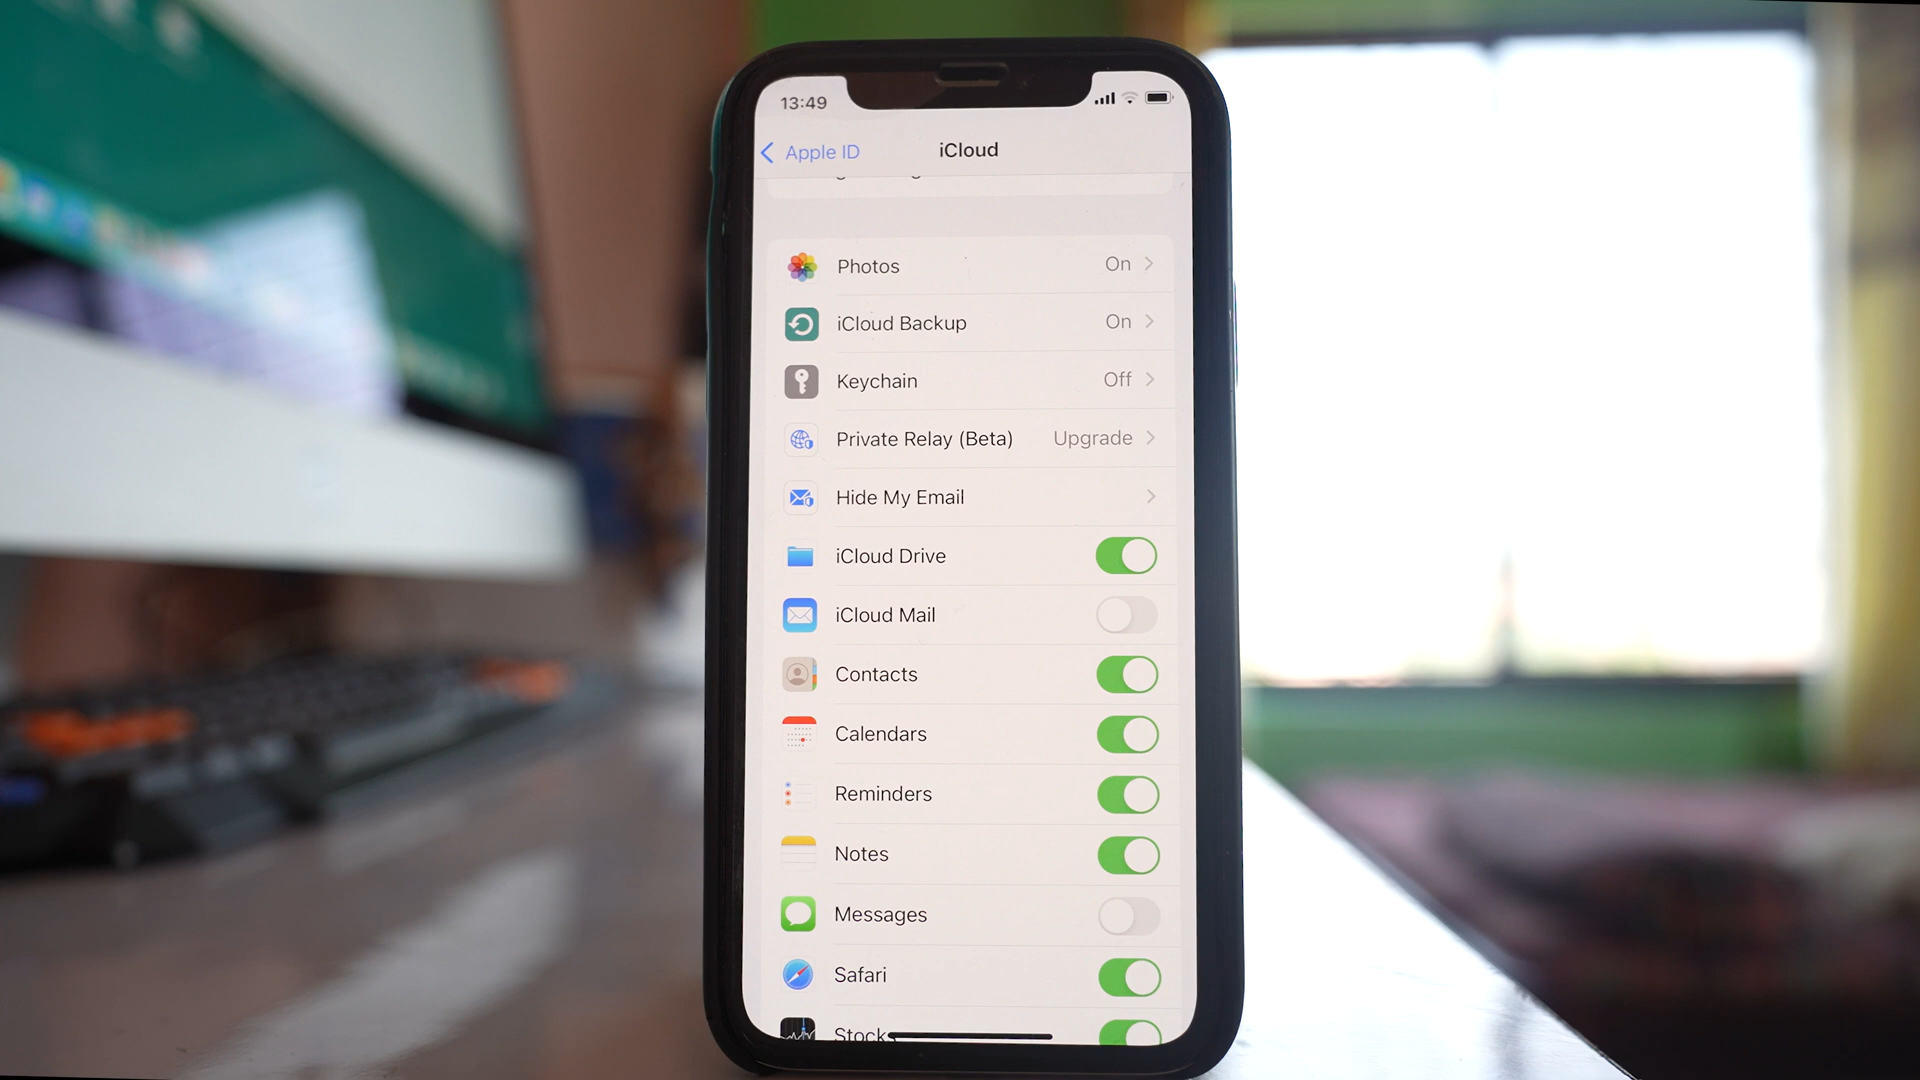 13:49
Apple ID
iCloud
Photos On
iCloud Backup On
Keychain Off
Private Relay (Beta) Upgrade
Hide My Email
iCloud Drive
iCloud Mail
Contacts
Calendars
Reminders
Notes
Messages
Safari
Stocks